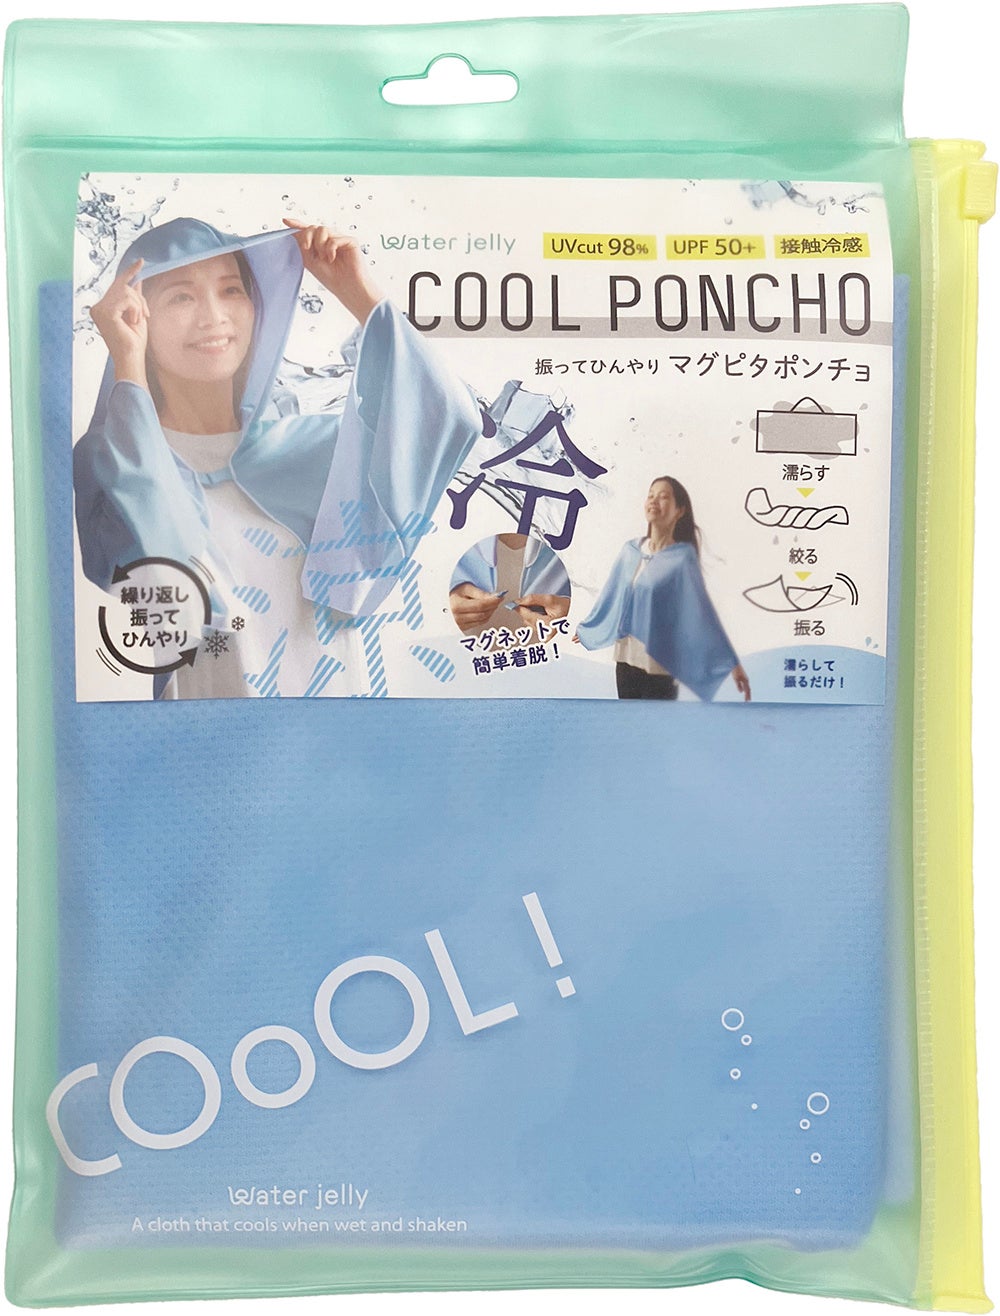 Water jelly
UVcut 98%
UPF 50+
接触冷感
COOL PONCHO
振ってひんやり マグピタポンチョ
冷
涼
濡らす
絞る
振る
濡らして
振るだけ！
マグネットで
簡単着脱！
繰り返し
振って
ひんやり
COoOL!
Water jelly
A cloth that cools when wet and shaken